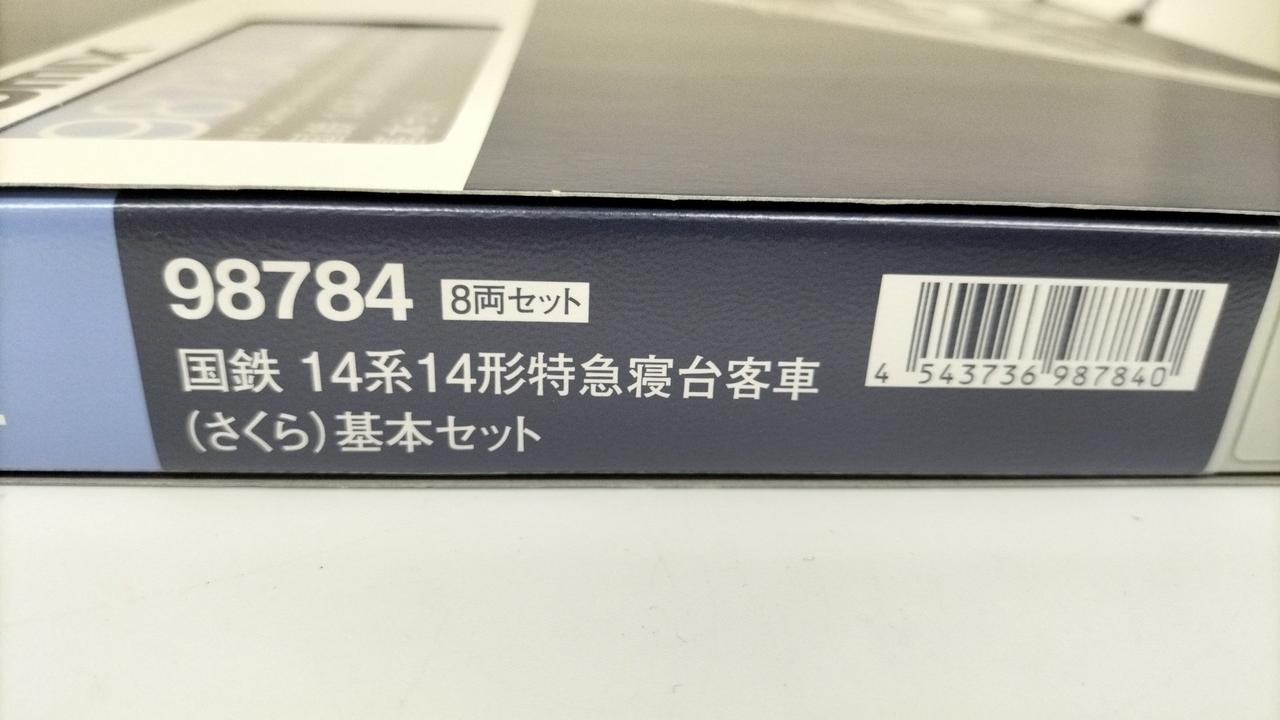 98784 8両セット
国鉄 14系14形特急寝台客車
(さくら)基本セット
4 543736 987840